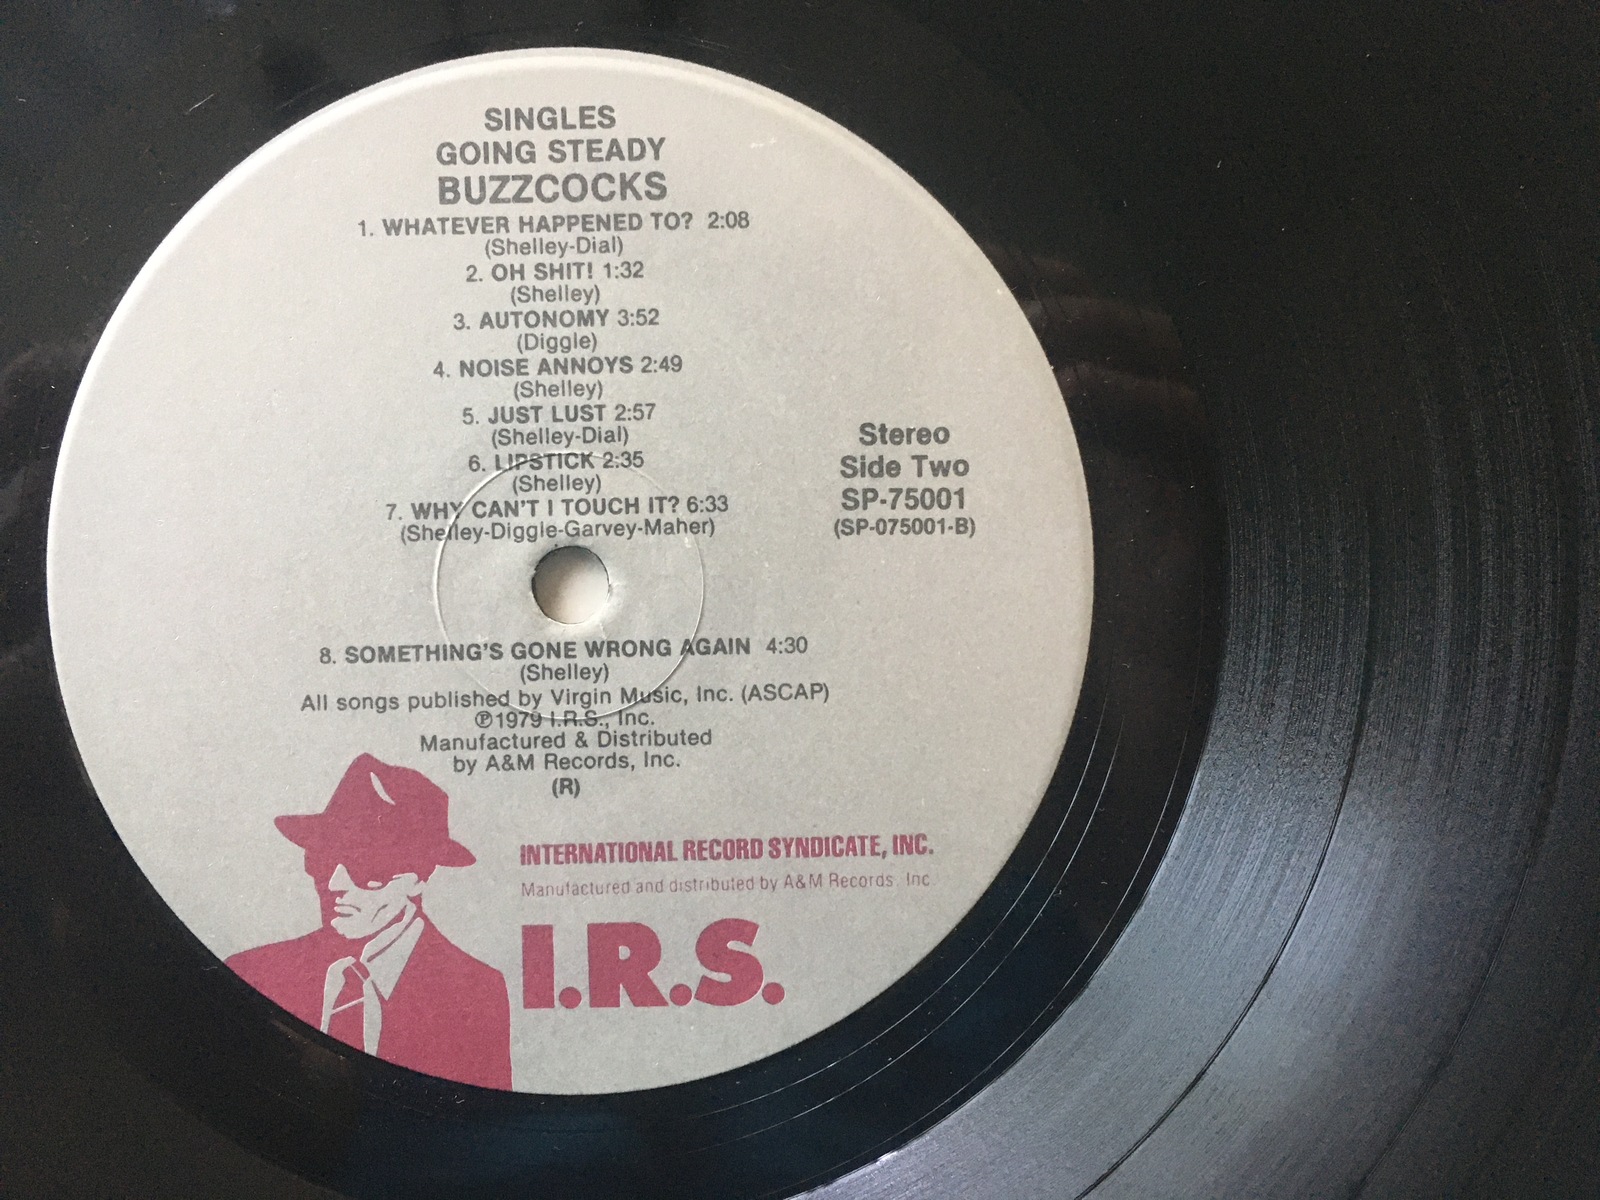 SINGLES
GOING STEADY
BUZZCOCKS
1. WHATEVER HAPPENED TO? 2:08
(Shelley-Dial)
2. OH SHIT! 1:32
(Shelley)
3. AUTONOMY 3:52
(Diggle)
4. NOISE ANNOYS 2:49
(Shelley)
5. JUST LUST 2:57
(Shelley-Dial)
6. LIPSTICK 2:35
(Shelley)
7. WHY CAN'T I TOUCH IT? 6:33
(Shelley-Diggle-Garvey-Maher)
Stereo
Side Two
SP-75001
(SP-075001-B)
8. SOMETHING'S GONE WRONG AGAIN 4:30
(Shelley)
All songs published by Virgin Music, Inc. (ASCAP)
℗1979 I.R.S., Inc.
Manufactured & Distributed
by A&M Records, Inc.
(R)
INTERNATIONAL RECORD SYNDICATE, INC.
Manufactured and distributed by A&M Records, Inc.
I.R.S.